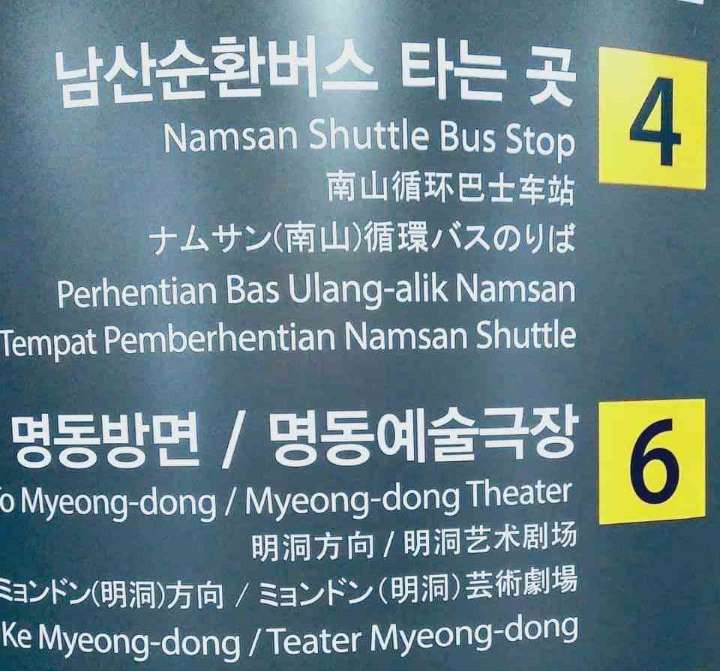 남산순환버스 타는 곳
4
Namsan Shuttle Bus Stop
南山循环巴士车站
ナムサン(南山)循環バスのりば
Perhentian Bas Ulang-alik Namsan
Tempat Pemberhentian Namsan Shuttle
명동방면 / 명동예술극장
6
To Myeong-dong / Myeong-dong Theater
明洞方向 / 明洞艺术剧场
ミョンドン(明洞)方向 / ミョンドン(明洞)芸術劇場
Ke Myeong-dong / Teater Myeong-dong